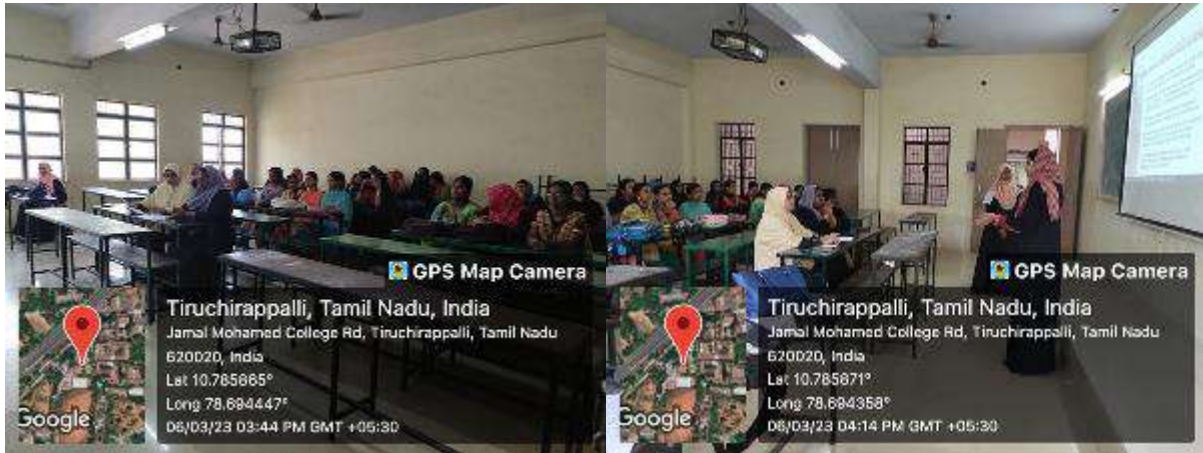 GPS Map Camera
Tiruchirappalli, Tamil Nadu, India
Jamal Mohamed College Rd, Tiruchirappalli, Tamil Nadu
620020, India
Lat 10.785865°
Long 78.694447°
06/03/23 03:44 PM GMT +05:30
Google
GPS Map Camera
Tiruchirappalli, Tamil Nadu, India
Jamal Mohamed College Rd, Tiruchirappalli, Tamil Nadu
620020, India
Lat 10.785871°
Long 78.694358°
06/03/23 04:14 PM GMT +05:30
Google